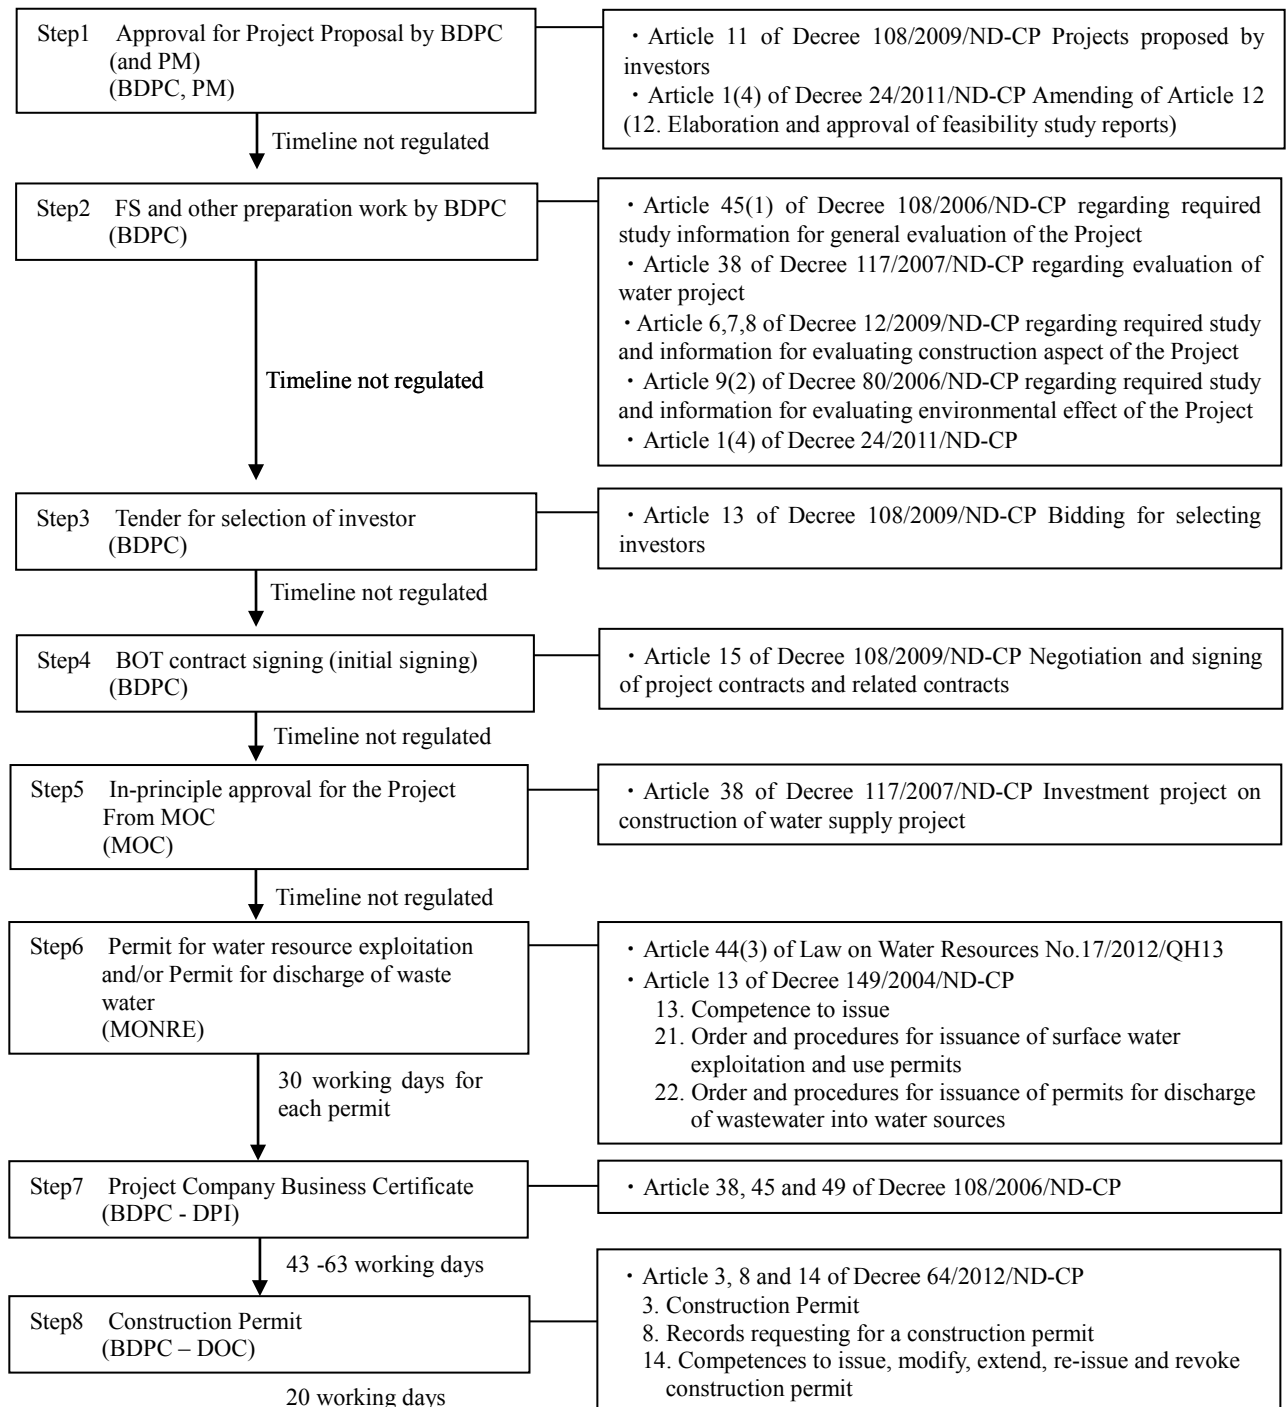 Step1 Approval for Project Proposal by BDPC
(and PM)
(BDPC, PM)
・Article 11 of Decree 108/2009/ND-CP Projects proposed by
investors
・Article 1(4) of Decree 24/2011/ND-CP Amending of Article 12
(12. Elaboration and approval of feasibility study reports)
Timeline not regulated
Step2 FS and other preparation work by BDPC
(BDPC)
・Article 45(1) of Decree 108/2006/ND-CP regarding required
study information for general evaluation of the Project
・Article 38 of Decree 117/2007/ND-CP regarding evaluation of
water project
・Article 6,7,8 of Decree 12/2009/ND-CP regarding required study
and information for evaluating construction aspect of the Project
・Article 9(2) of Decree 80/2006/ND-CP regarding required study
and information for evaluating environmental effect of the Project
・Article 1(4) of Decree 24/2011/ND-CP
Timeline not regulated
Step3 Tender for selection of investor
(BDPC)
・Article 13 of Decree 108/2009/ND-CP Bidding for selecting
investors
Timeline not regulated
Step4 BOT contract signing (initial signing)
(BDPC)
・Article 15 of Decree 108/2009/ND-CP Negotiation and signing
of project contracts and related contracts
Timeline not regulated
Step5 In-principle approval for the Project
From MOC
(MOC)
・Article 38 of Decree 117/2007/ND-CP Investment project on
construction of water supply project
Timeline not regulated
Step6 Permit for water resource exploitation
and/or Permit for discharge of waste
water
(MONRE)
・Article 44(3) of Law on Water Resources No.17/2012/QH13
・Article 13 of Decree 149/2004/ND-CP
13. Competence to issue
21. Order and procedures for issuance of surface water
exploitation and use permits
22. Order and procedures for issuance of permits for discharge
of wastewater into water sources
30 working days for
each permit
Step7 Project Company Business Certificate
(BDPC - DPI)
・Article 38, 45 and 49 of Decree 108/2006/ND-CP
43 -63 working days
Step8 Construction Permit
(BDPC – DOC)
・Article 3, 8 and 14 of Decree 64/2012/ND-CP
3. Construction Permit
8. Records requesting for a construction permit
14. Competences to issue, modify, extend, re-issue and revoke
construction permit
20 working days